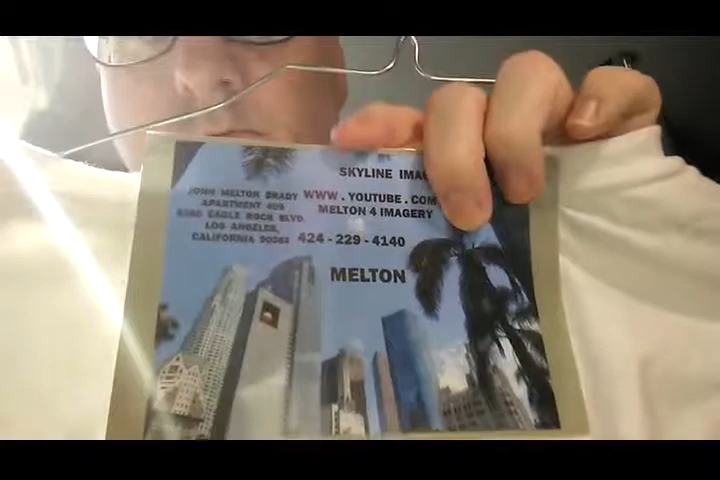 SKYLINE IMA
JOHN MELTON BRADY WWW.YOUTUBE.COM
APARTMENT MELTON 4 IMAGERY
EAGLE ROCK BLVD.
LOS ANGELES,
CALIFORNIA 424-229-4140
MELTON